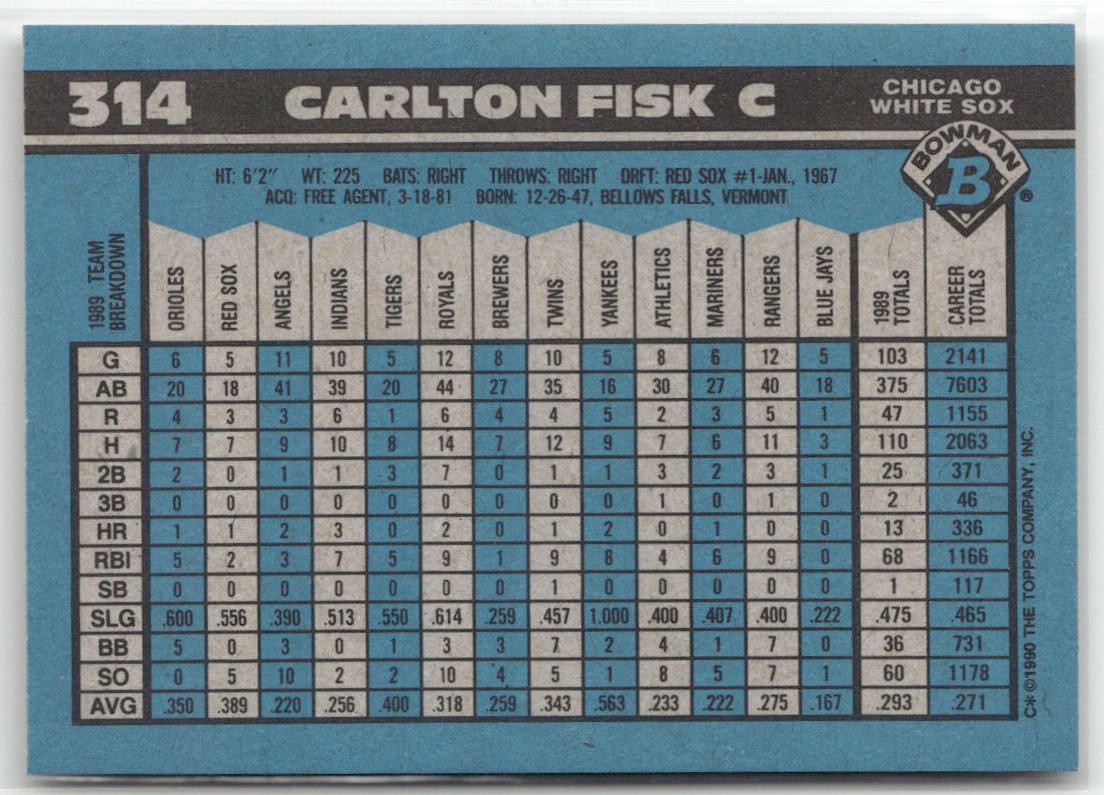 314 CARLTON FISK C CHICAGO WHITE SOX
BOWMAN
B
®
HT: 6'2" WT: 225 BATS: RIGHT THROWS: RIGHT DRFT: RED SOX #1-JAN., 1967
ACQ: FREE AGENT, 3-18-81 BORN: 12-26-47, BELLOWS FALLS, VERMONT
1989 TEAM BREAKDOWN ORIOLES RED SOX ANGELS INDIANS TIGERS ROYALS BREWERS TWINS YANKEES ATHLETICS MARINERS RANGERS BLUE JAYS 1989 TOTALS CAREER TOTALS
G 6 5 11 10 5 12 8 10 5 8 6 12 5 103 2141
AB 20 18 41 39 20 44 27 35 16 30 27 40 18 375 7603
R 4 3 3 6 1 6 4 4 5 2 3 5 1 47 1155
H 7 7 9 10 8 14 7 12 9 7 6 11 3 110 2063
2B 2 0 1 1 3 7 0 1 1 3 2 3 1 25 371
3B 0 0 0 0 0 0 0 0 0 1 0 1 0 2 46
HR 1 1 2 3 0 2 0 1 2 0 1 0 0 13 336
RBI 5 2 3 7 5 9 1 9 8 4 6 9 0 68 1166
SB 0 0 0 0 0 0 0 1 0 0 0 0 0 1 117
SLG .600 .556 .390 .513 .550 .614 .259 .457 1.000 .400 .407 .400 .222 .475 .465
BB 5 0 3 0 1 3 3 7 2 4 1 7 0 36 731
SO 0 5 10 2 2 10 4 5 1 8 5 7 1 60 1178
AVG .350 .389 .220 .256 .400 .318 .259 .343 .563 .233 .222 .275 .167 .293 .271
C*©1990 THE TOPPS COMPANY, INC.